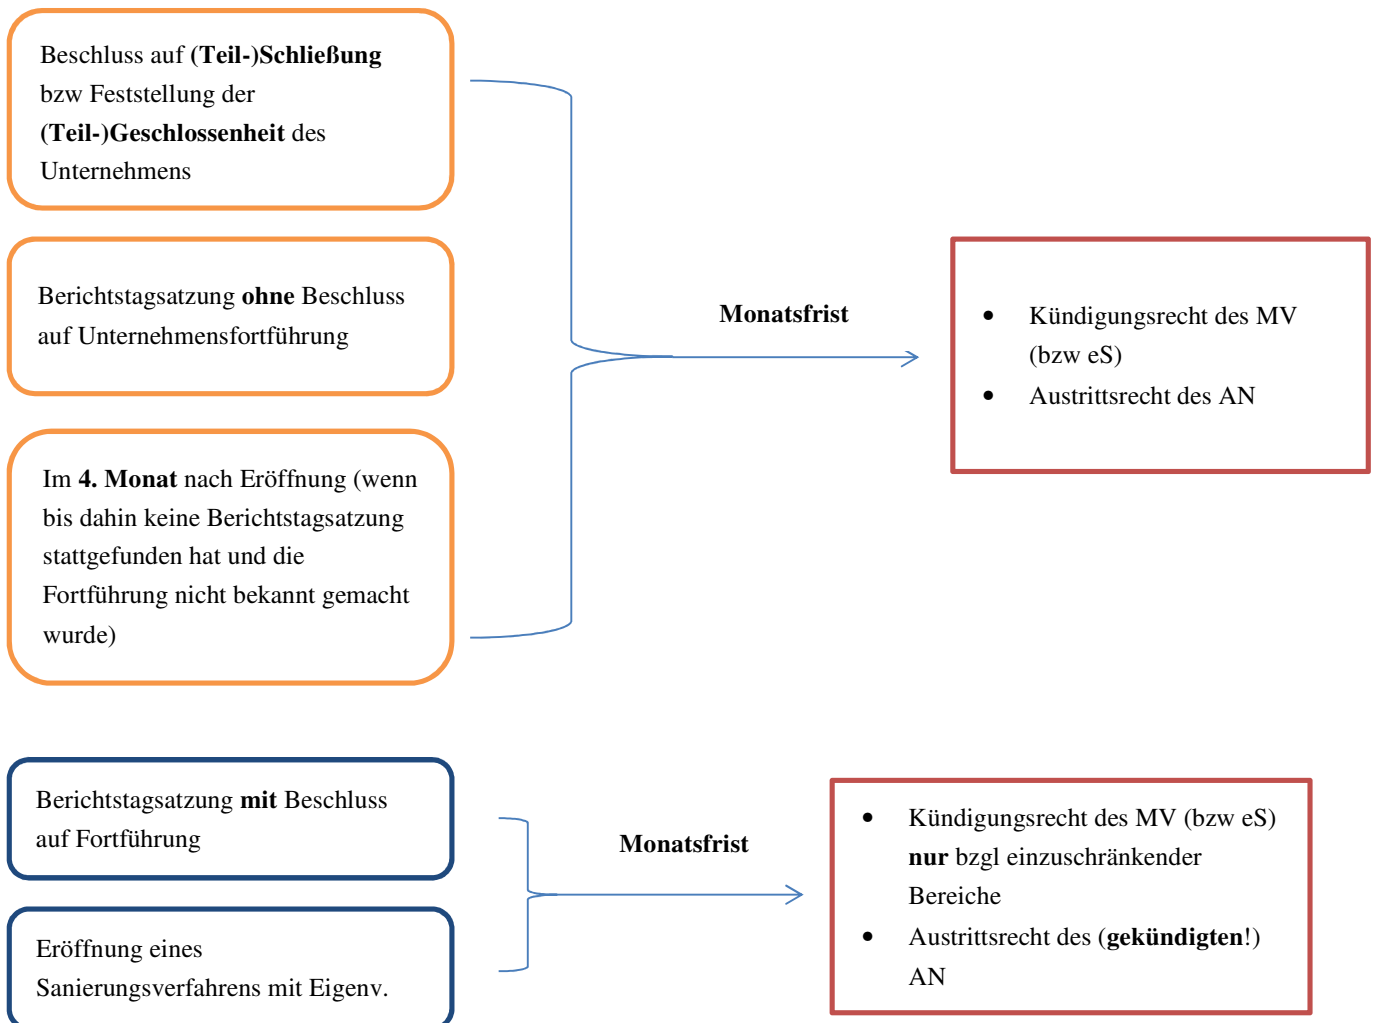 Beschluss auf (Teil-)Schließung
bzw Feststellung der
(Teil-)Geschlossenheit des
Unternehmens
Berichtstagsatzung ohne Beschluss
auf Unternehmensfortführung
Im 4. Monat nach Eröffnung (wenn
bis dahin keine Berichtstagsatzung
stattgefunden hat und die
Fortführung nicht bekannt gemacht
wurde)
Monatsfrist
• Kündigungsrecht des MV
(bzw eS)
• Austrittsrecht des AN
Berichtstagsatzung mit Beschluss
auf Fortführung
Eröffnung eines
Sanierungsverfahrens mit Eigenv.
Monatsfrist
• Kündigungsrecht des MV (bzw eS)
nur bzgl einzuschränkender
Bereiche
• Austrittsrecht des (gekündigten!)
AN